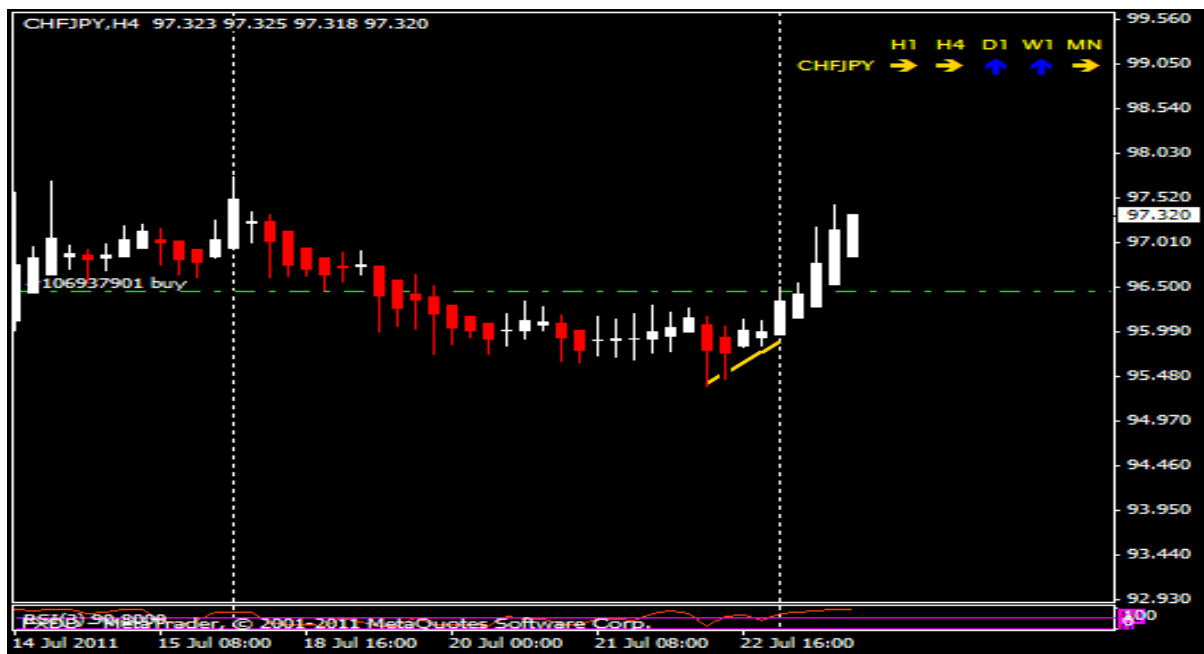 CHFJPY,H4 97.323 97.325 97.318 97.320
H1 H4 D1 W1 MN
CHFJPY
106937901 buy
99.560
99.050
98.540
98.030
97.520
97.320
97.010
96.500
95.990
95.480
94.970
94.460
93.950
93.440
92.930
RSI(3) 90.8008
MetaTrader, © 2001-2011 MetaQuotes Software Corp.
100
14 Jul 2011 15 Jul 08:00 18 Jul 16:00 20 Jul 00:00 21 Jul 08:00 22 Jul 16:00